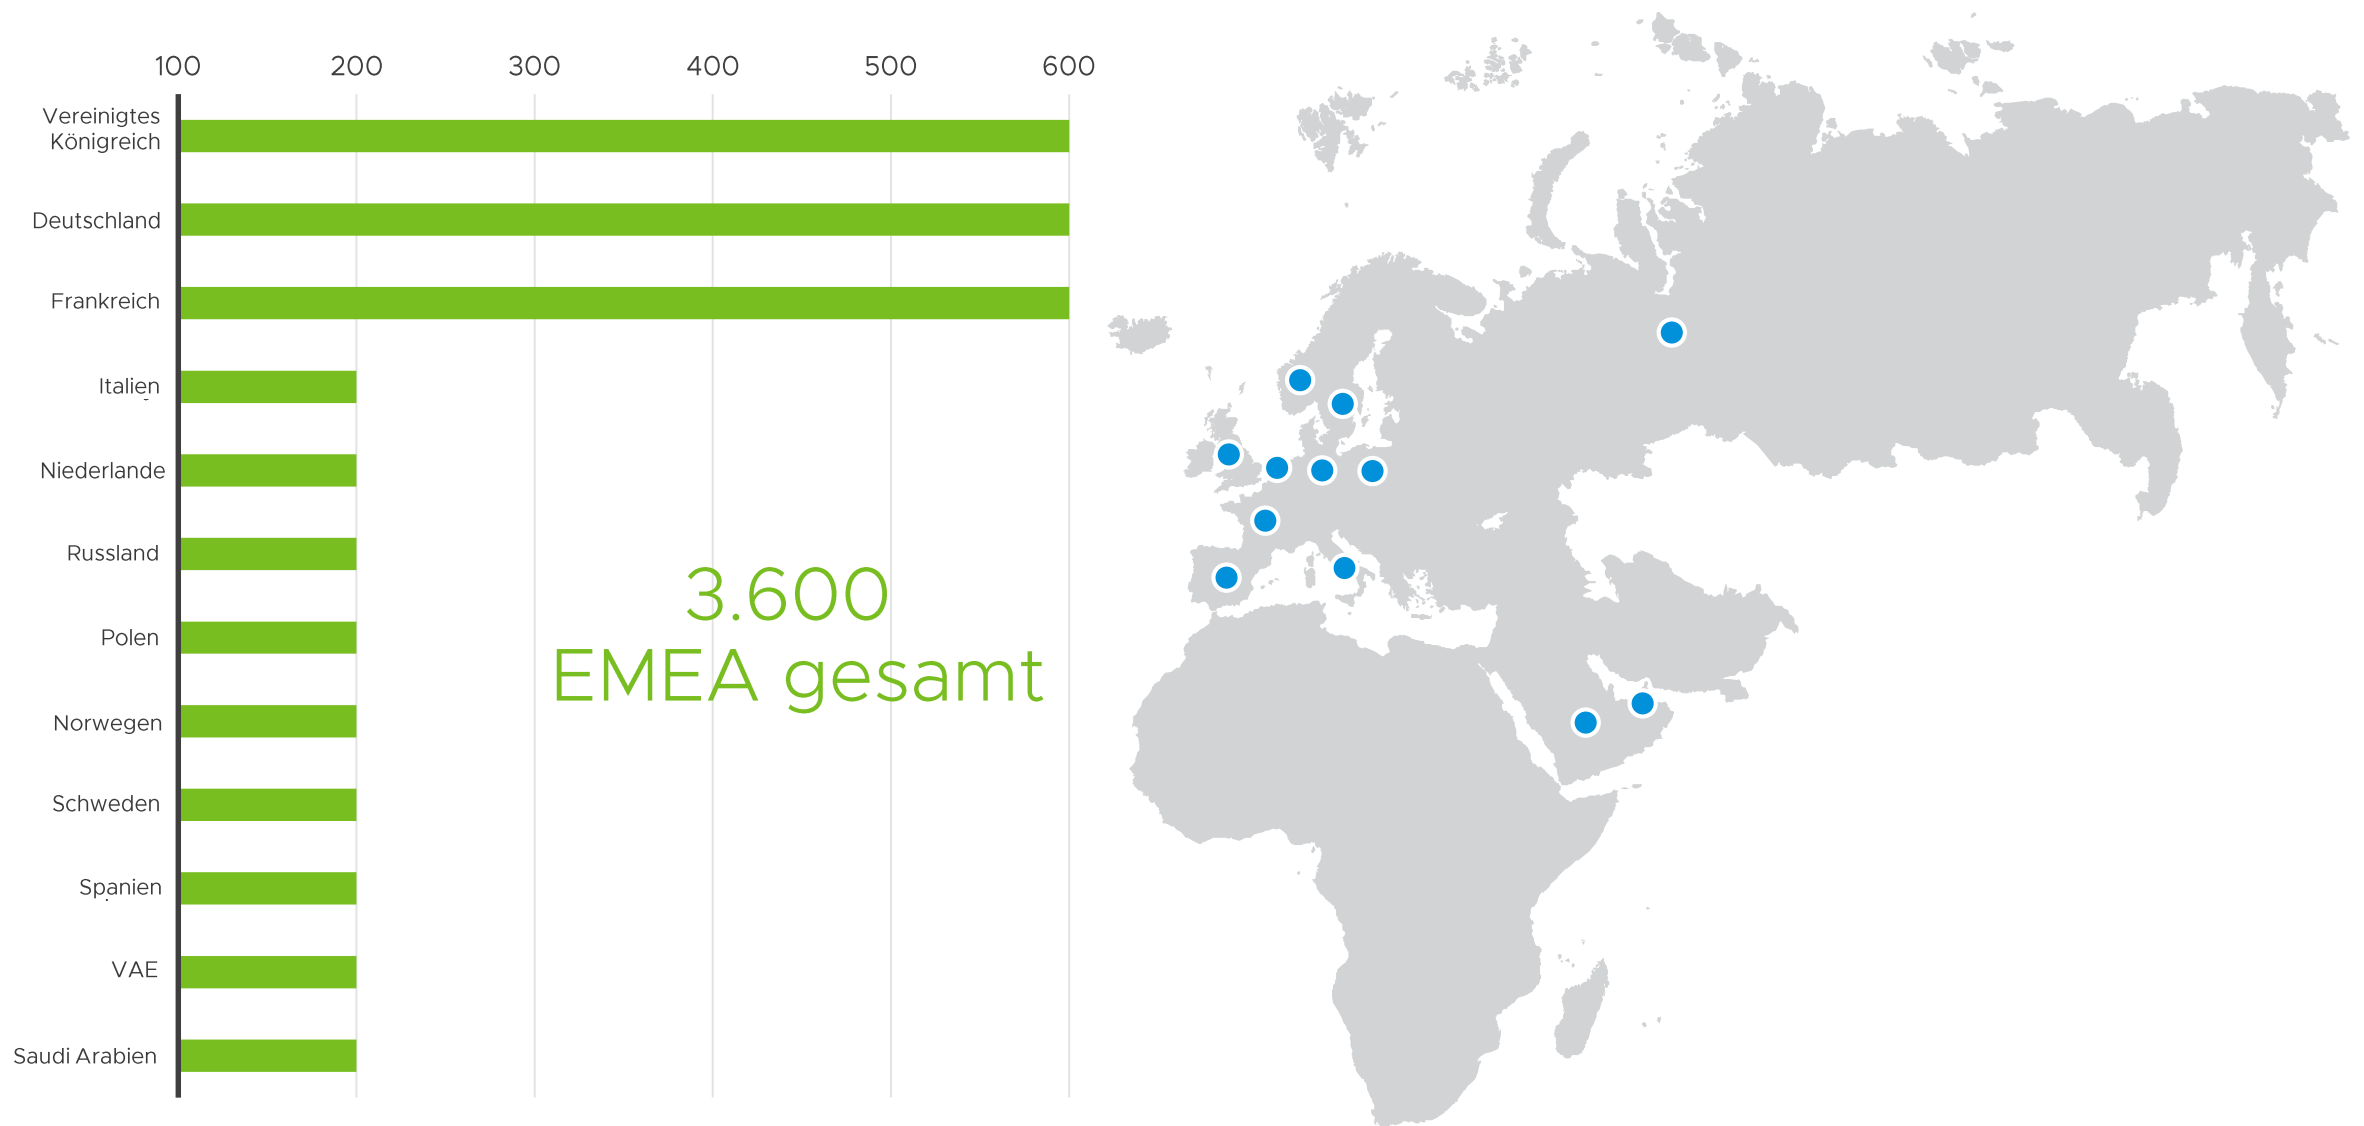 100 200 300 400 500 600
Vereinigtes
Königreich
Deutschland
Frankreich
Italien
Niederlande
Russland
Polen
Norwegen
Schweden
Spanien
VAE
Saudi Arabien
3.600
EMEA gesamt